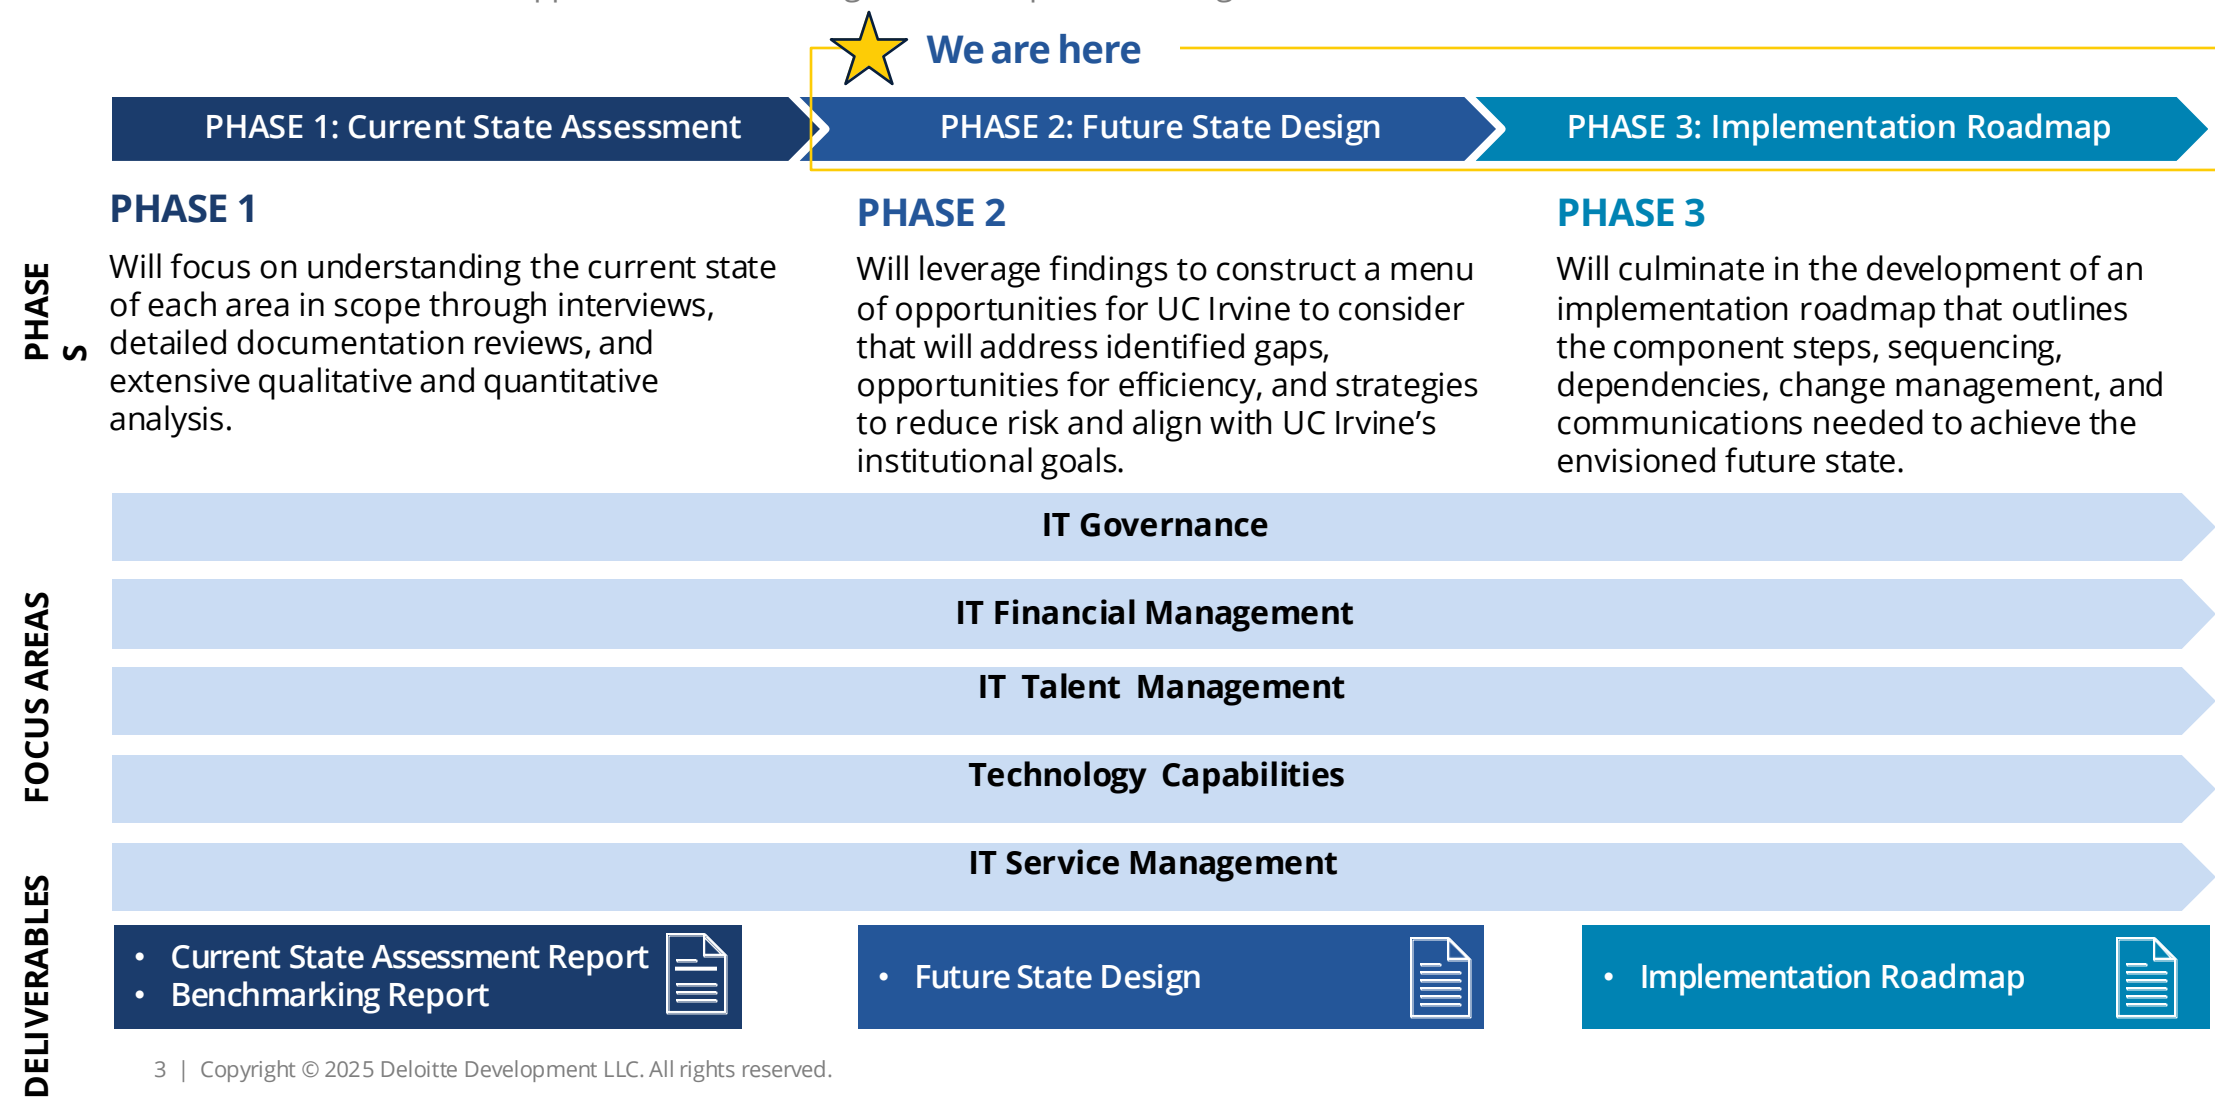 We are here
PHASE 1: Current State Assessment
PHASE 2: Future State Design
PHASE 3: Implementation Roadmap
PHASE
S
PHASE 1
Will focus on understanding the current state
of each area in scope through interviews,
detailed documentation reviews, and
extensive qualitative and quantitative
analysis.
PHASE 2
Will leverage findings to construct a menu
of opportunities for UC Irvine to consider
that will address identified gaps,
opportunities for efficiency, and strategies
to reduce risk and align with UC Irvine’s
institutional goals.
PHASE 3
Will culminate in the development of an
implementation roadmap that outlines
the component steps, sequencing,
dependencies, change management, and
communications needed to achieve the
envisioned future state.
FOCUS AREAS
IT Governance
IT Financial Management
IT Talent Management
Technology Capabilities
IT Service Management
DELIVERABLES
• Current State Assessment Report
• Benchmarking Report
• Future State Design
• Implementation Roadmap
3 | Copyright © 2025 Deloitte Development LLC. All rights reserved.